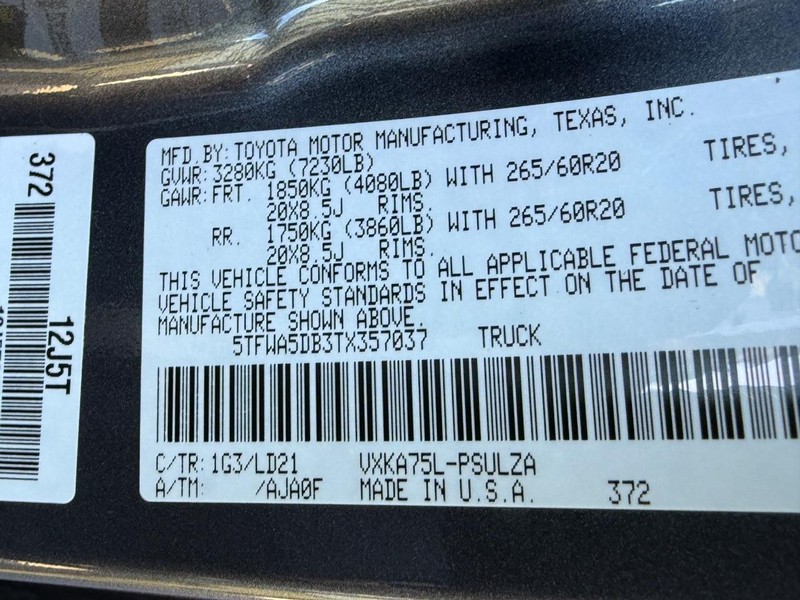 372
12J5T
MFD.BY:TOYOTA MOTOR MANUFACTURING, TEXAS, INC.
GVWR:3280KG (7230LB)
GAWR:FRT. 1850KG (4080LB) WITH 265/60R20 TIRES,
20X8.5J RIMS.
RR. 1750KG (3860LB) WITH 265/60R20 TIRES,
20X8.5J RIMS.
THIS VEHICLE CONFORMS TO ALL APPLICABLE FEDERAL MOTO
VEHICLE SAFETY STANDARDS IN EFFECT ON THE DATE OF
MANUFACTURE SHOWN ABOVE.
5TFWA5DB3TX357037 TRUCK
C/TR:1G3/LD21 VXKA75L-PSULZA
A/TM: /AJA0F MADE IN U.S.A. 372